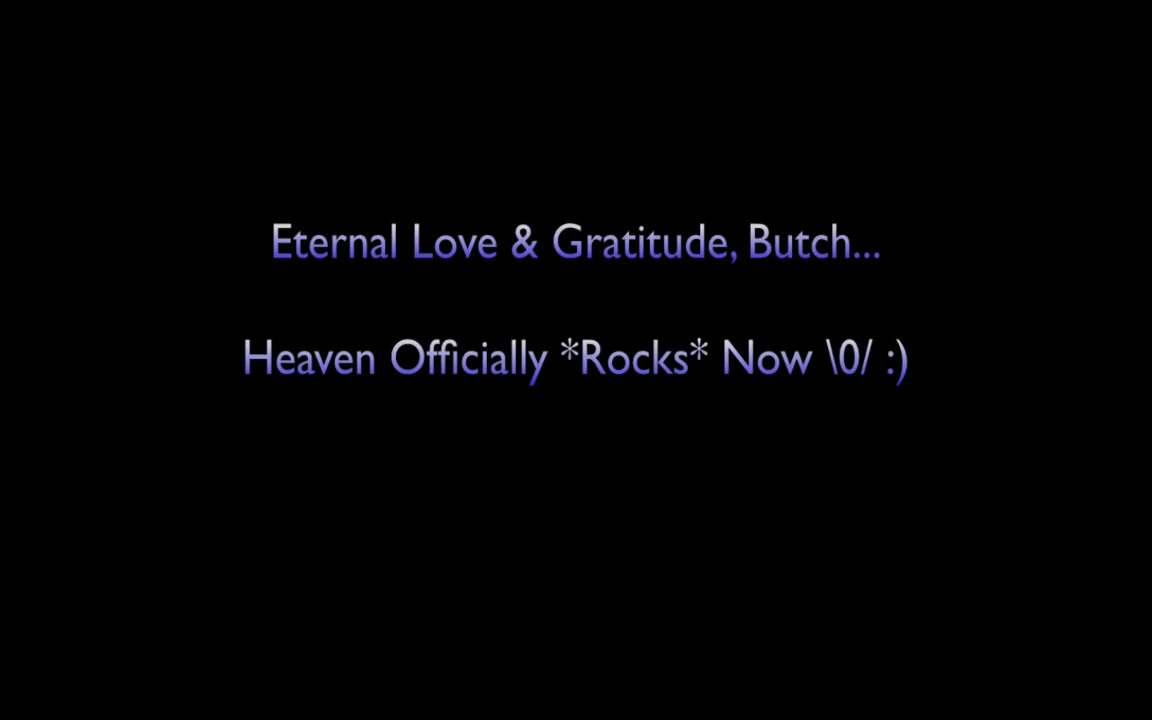 Eternal Love & Gratitude, Butch...
Heaven Officially *Rocks* Now \0/ :)